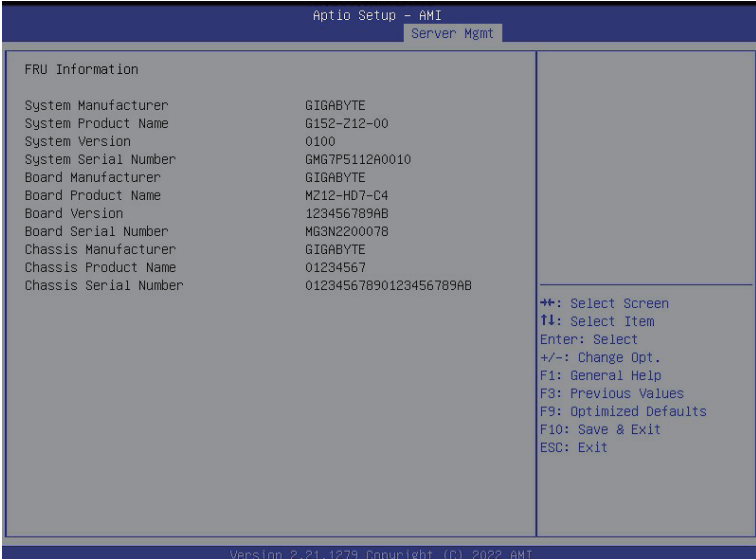 Aptio Setup – AMI
Server Mgmt
FRU Information
System Manufacturer GIGABYTE
System Product Name G152-Z12-00
System Version 0100
System Serial Number GMG7P5112A0010
Board Manufacturer GIGABYTE
Board Product Name MZ12-HD7-C4
Board Version 123456789AB
Board Serial Number MG3N2200078
Chassis Manufacturer GIGABYTE
Chassis Product Name 01234567
Chassis Serial Number 01234567890123456789AB
→←: Select Screen
↑↓: Select Item
Enter: Select
+/-: Change Opt.
F1: General Help
F3: Previous Values
F9: Optimized Defaults
F10: Save & Exit
ESC: Exit
Version 2.21.1279 Copyright (C) 2022 AMI